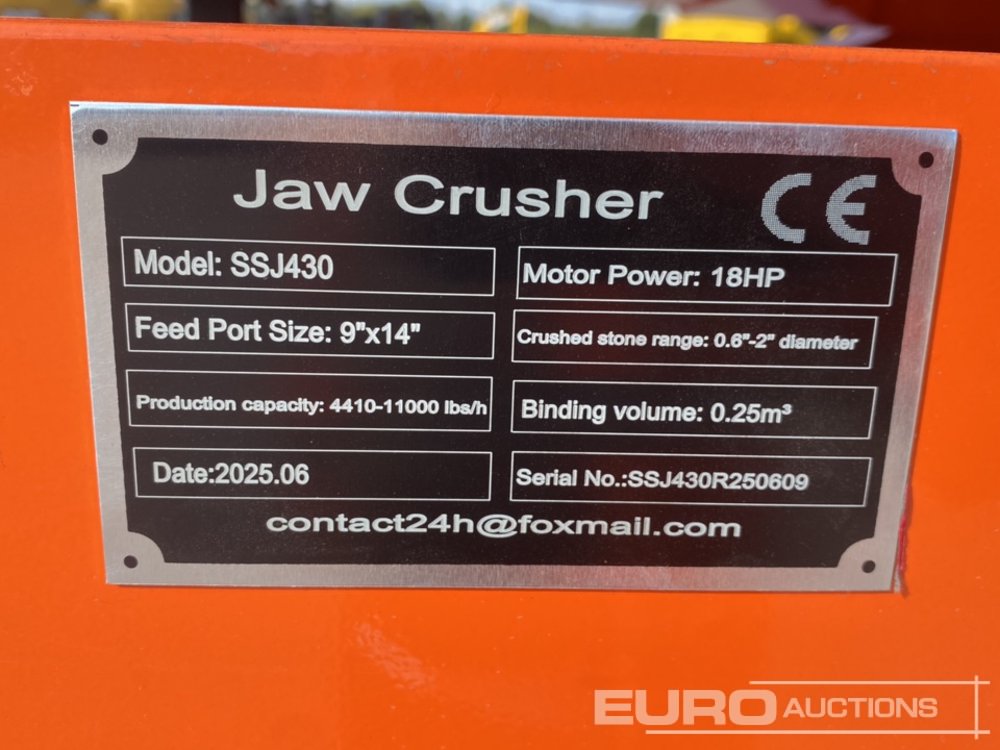 Jaw Crusher CE
Model: SSJ430
Motor Power: 18HP
Feed Port Size: 9"x14"
Crushed stone range: 0.6"-2" diameter
Production capacity: 4410-11000 lbs/h
Binding volume: 0.25m³
Date:2025.06
Serial No.:SSJ430R250609
contact24h@foxmail.com
EURO AUCTIONS